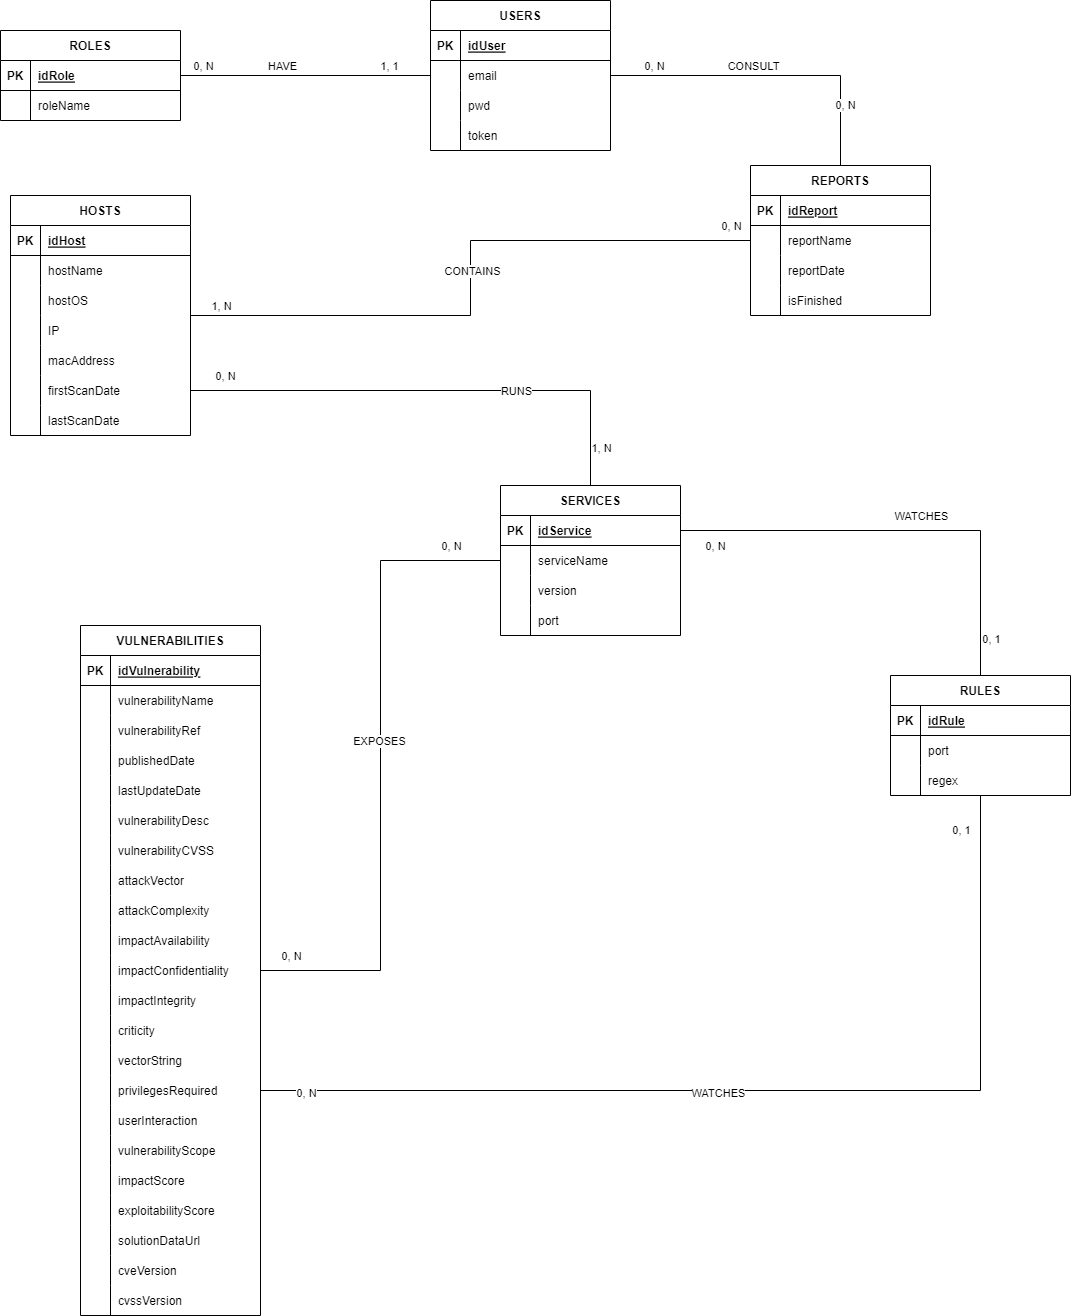 USERS
PK idUser
email
pwd
token
ROLES
PK idRole
roleName
0, N HAVE 1, 1
0, N CONSULT
0, N
REPORTS
PK idReport
reportName
reportDate
isFinished
HOSTS
PK idHost
hostName
hostOS
IP
macAddress
firstScanDate
lastScanDate
0, N
CONTAINS
1, N
0, N
RUNS
1, N
SERVICES
PK idService
serviceName
version
port
WATCHES
0, N
0, 1
0, N
EXPOSES
0, N
RULES
PK idRule
port
regex
0, 1
VULNERABILITIES
PK idVulnerability
vulnerabilityName
vulnerabilityRef
publishedDate
lastUpdateDate
vulnerabilityDesc
vulnerabilityCVSS
attackVector
attackComplexity
impactAvailability
impactConfidentiality
impactIntegrity
criticity
vectorString
privilegesRequired
userInteraction
vulnerabilityScope
impactScore
exploitabilityScore
solutionDataUrl
cveVersion
cvssVersion
0, N WATCHES